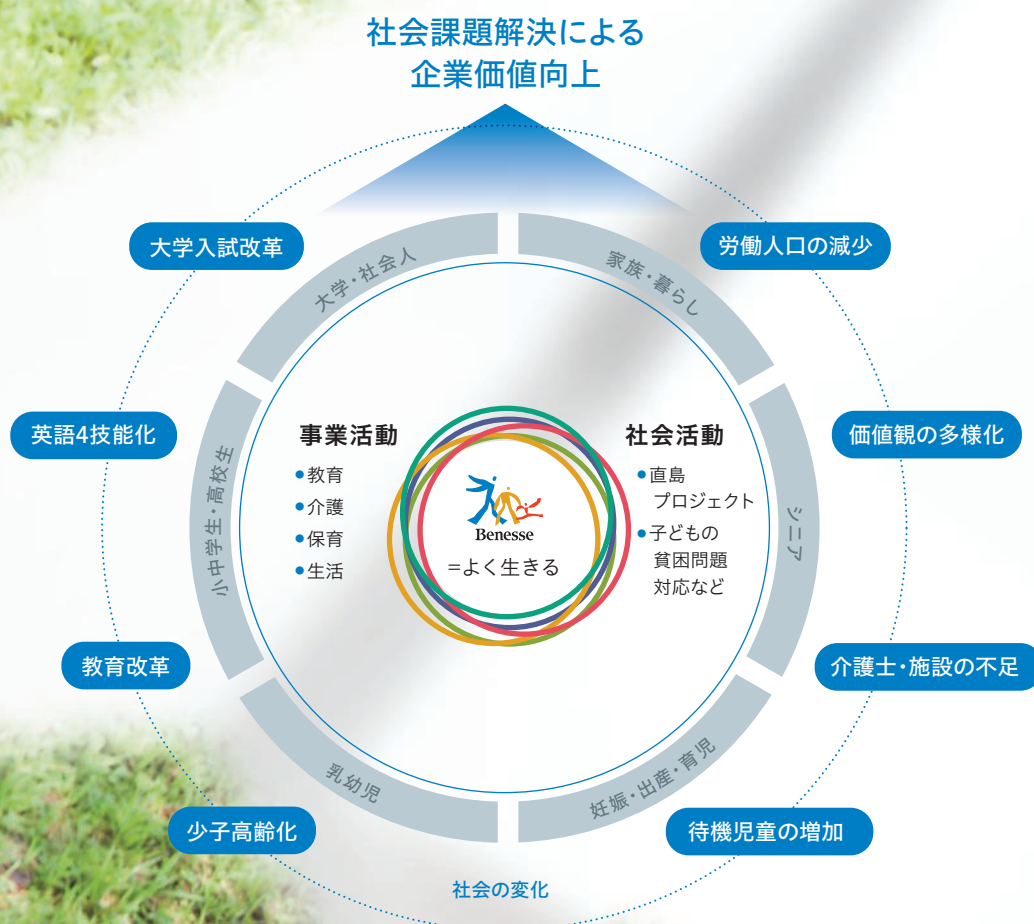 社会課題解決による
企業価値向上
大学入試改革
労働人口の減少
大学・社会人
家族・暮らし
英語4技能化
価値観の多様化
小中学生・高校生
シニア
事業活動
•教育
•介護
•保育
•生活
Benesse
=よく生きる
社会活動
•直島
プロジェクト
•子どもの
貧困問題
対応など
教育改革
介護士・施設の不足
乳幼児
妊娠・出産・育児
少子高齢化
待機児童の増加
社会の変化